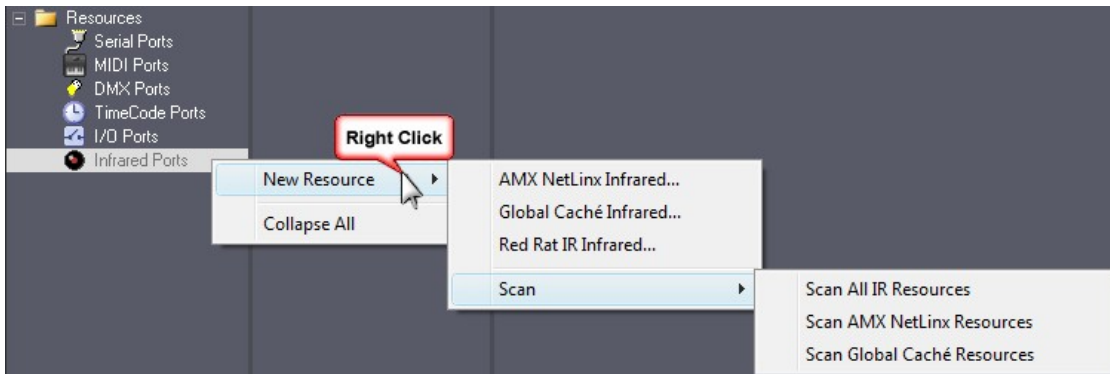 Resources
Serial Ports
MIDI Ports
DMX Ports
TimeCode Ports
I/O Ports
Infrared Ports
Right Click
New Resource
Collapse All
AMX NetLinx Infrared...
Global Caché Infrared...
Red Rat IR Infrared...
Scan
Scan All IR Resources
Scan AMX NetLinx Resources
Scan Global Caché Resources